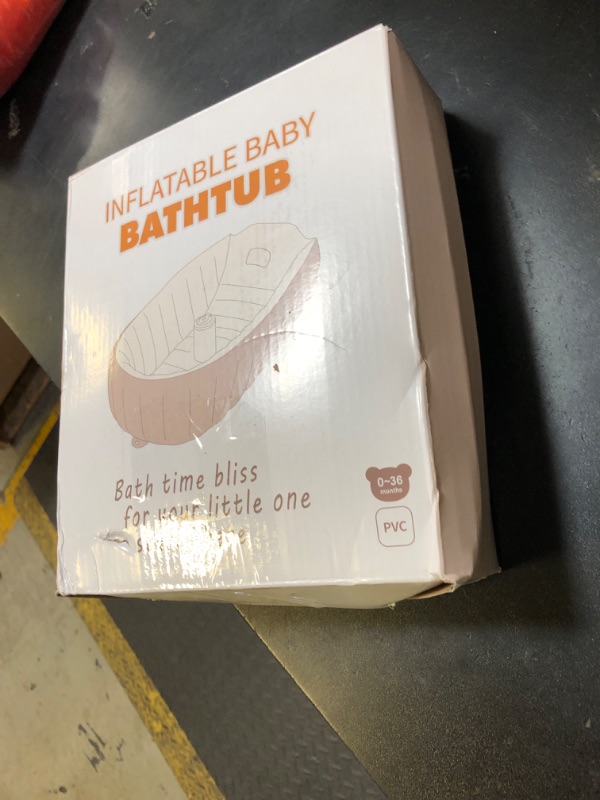 INFLATABLE BABY
BATHTUB
Bath time bliss
for your little one
0~36
months
PVC